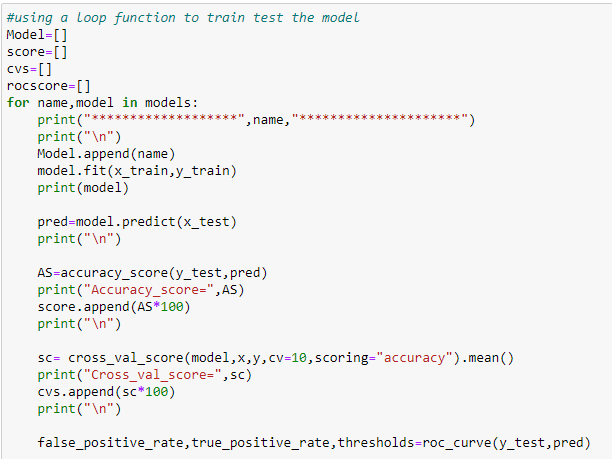 #using a loop function to train test the model
Model=[]
score=[]
cvs=[]
rocscore=[]
for name,model in models:
    print("*******************",name,"*********************")
    print("\n")
    Model.append(name)
    model.fit(x_train,y_train)
    print(model)

    pred=model.predict(x_test)
    print("\n")

    AS=accuracy_score(y_test,pred)
    print("Accuracy_score=",AS)
    score.append(AS*100)
    print("\n")

    sc= cross_val_score(model,x,y,cv=10,scoring="accuracy").mean()
    print("Cross_val_score=",sc)
    cvs.append(sc*100)
    print("\n")

    false_positive_rate,true_positive_rate,thresholds=roc_curve(y_test,pred)